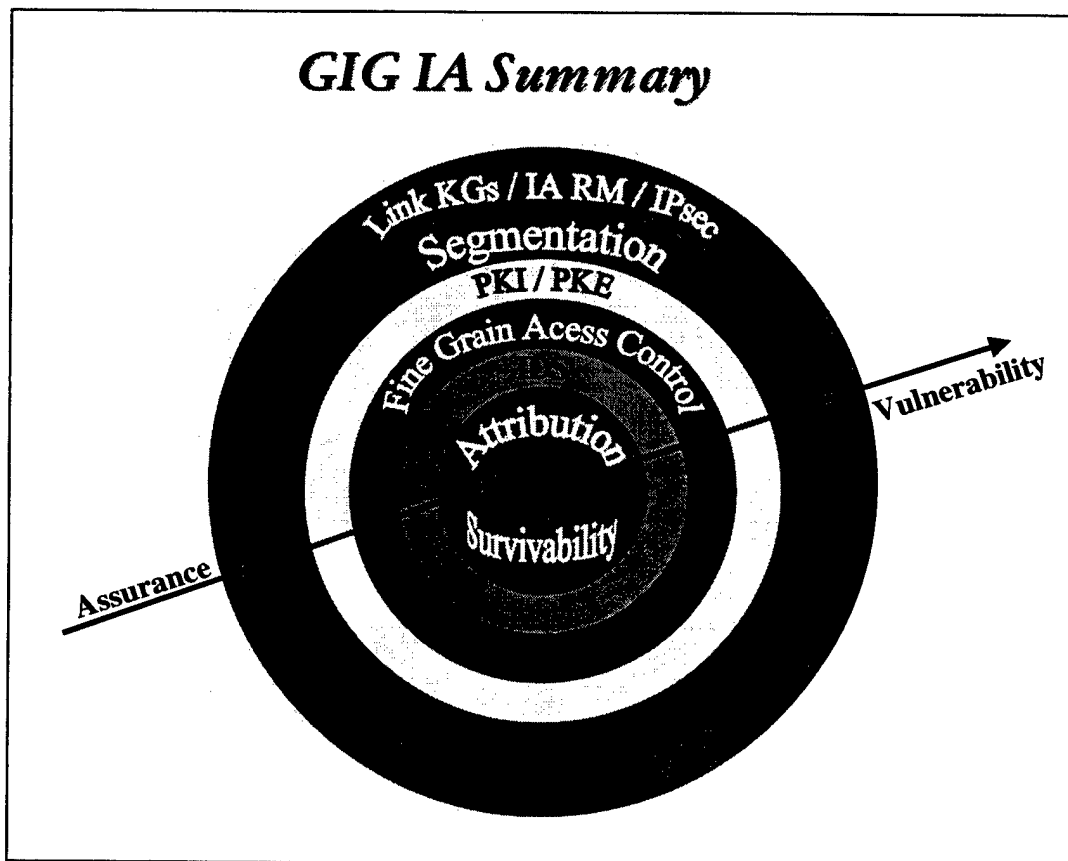 GIG IA Summary
Link KGs / IA RM / IPsec
Segmentation
PKI / PKE
Fine Grain Acess Control
Attribution
Survivability
Assurance
Vulnerability